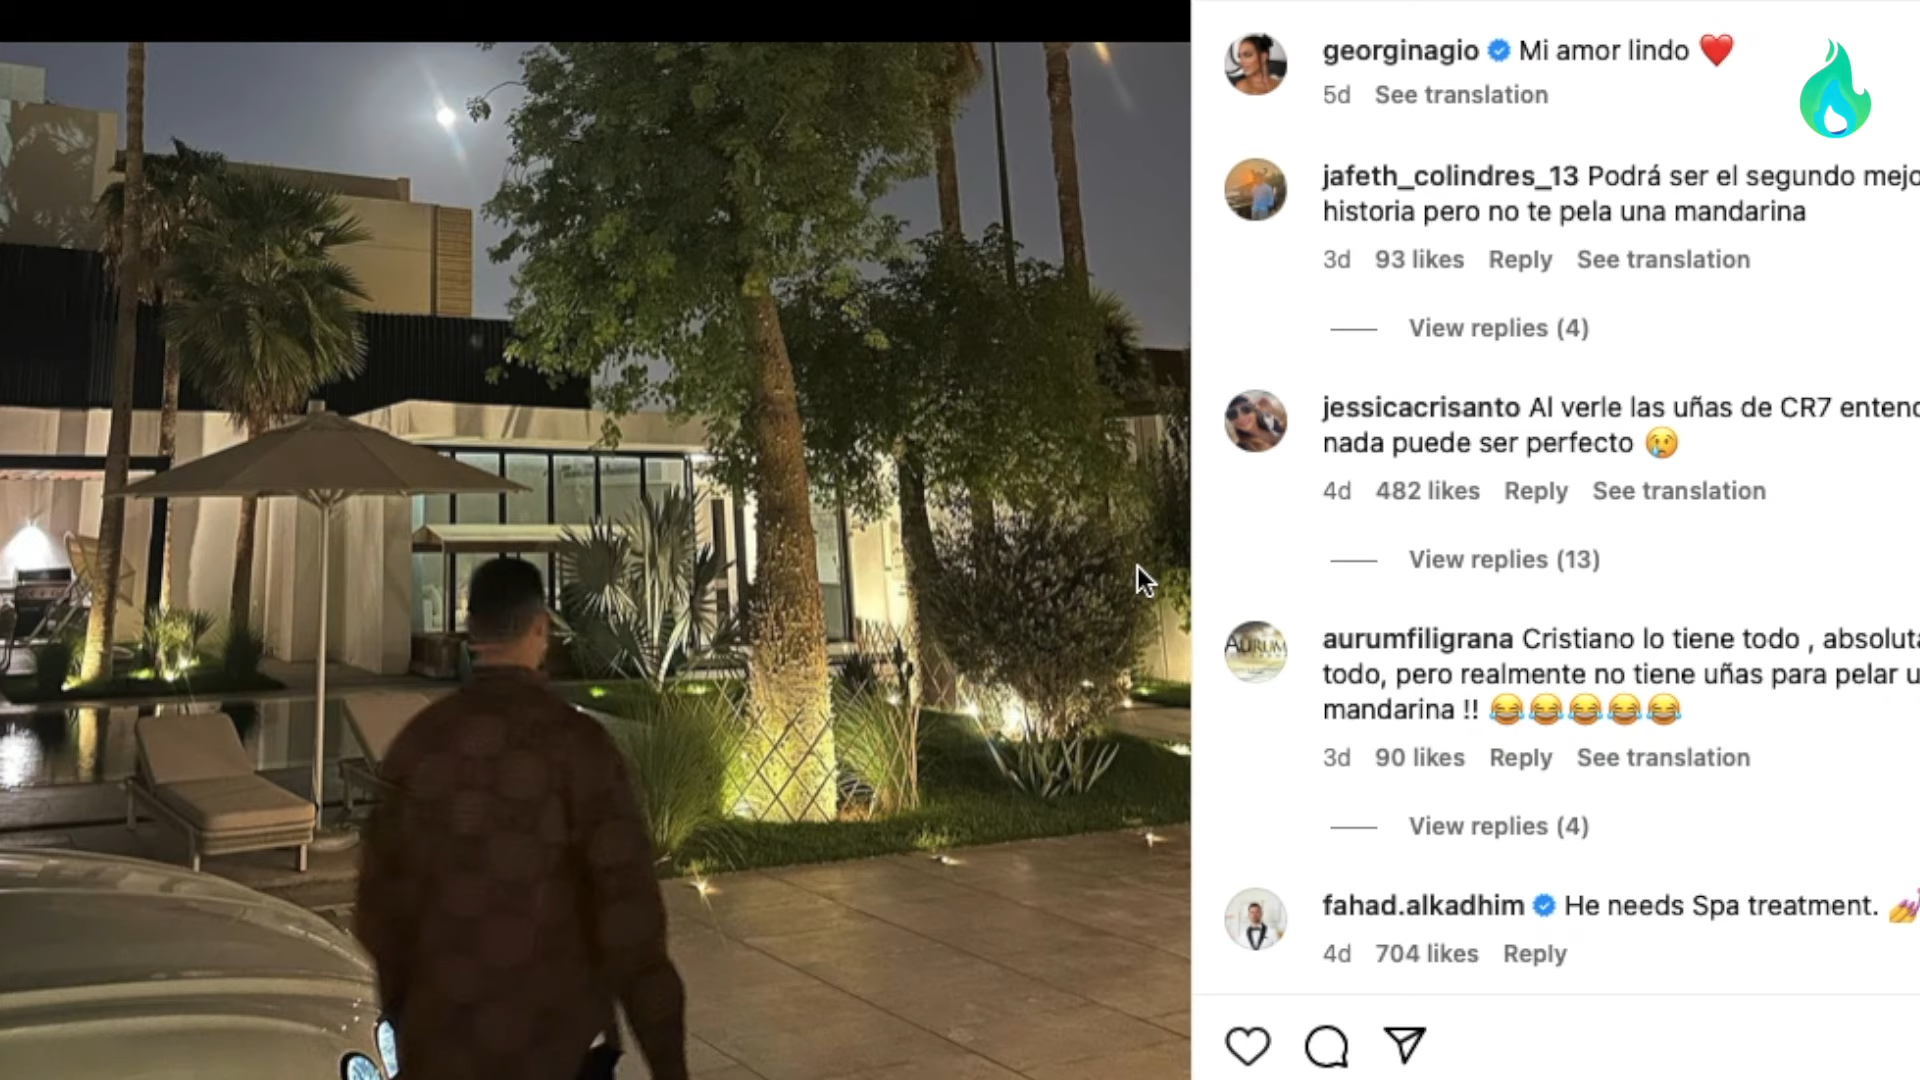 georginagio Mi amor lindo ❤️
5d See translation
jafeth_colindres_13 Podrá ser el segundo
historia pero no te pela una mandarina
3d 93 likes Reply See translation
View replies (4)
jessicacrisanto Al verle las uñas de CR7
nada puede ser perfecto 😢
4d 482 likes Reply See translation
View replies (13)
aurumfiligrana Cristiano lo tiene todo ,
todo, pero realmente no tiene uñas para pelar
mandarina !! 😂😂😂😂😂
3d 90 likes Reply See translation
View replies (4)
fahad.alkadhim He needs Spa treatment. 💅
4d 704 likes Reply
AURUM